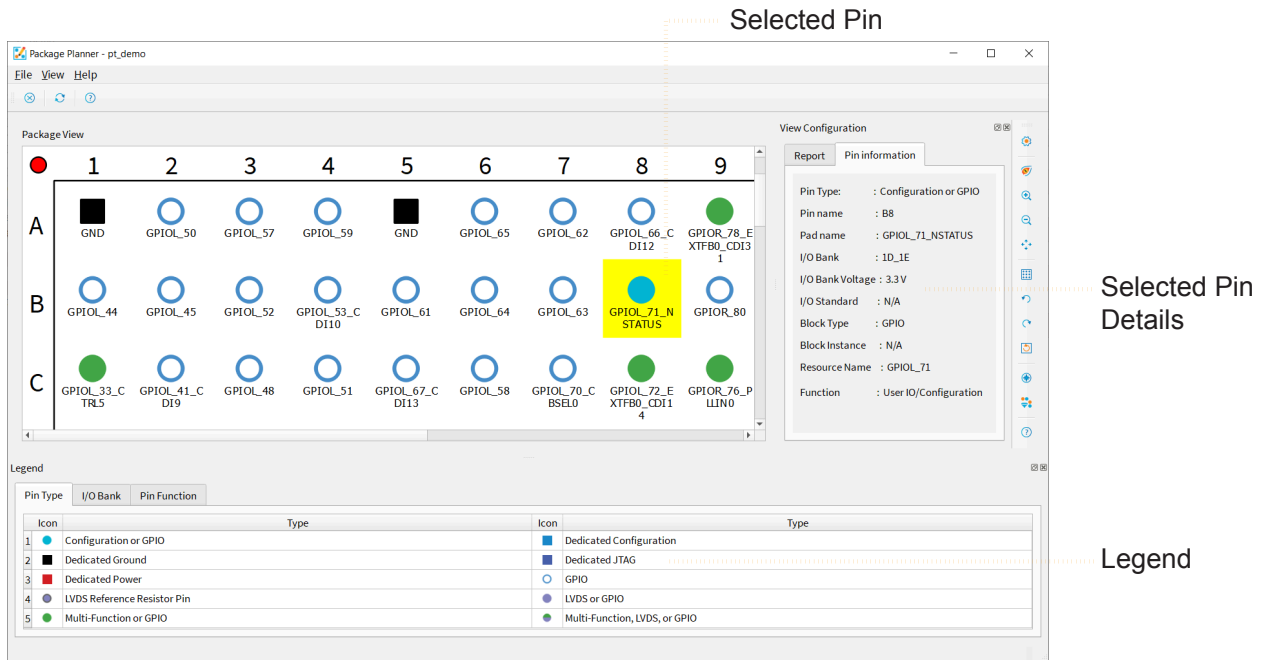 Selected Pin
Package Planner - pt_demo
File View Help
Package View
1 2 3 4 5 6 7 8 9
A
GND GPIOL_50 GPIOL_57 GPIOL_59 GND GPIOL_65 GPIOL_62 GPIOL_66_C GPIOR_78_E
DI12 XTFB0_CDI3
1
B
GPIOL_44 GPIOL_45 GPIOL_52 GPIOL_53_C GPIOL_61 GPIOL_64 GPIOL_63 GPIOL_71_N GPIOR_80
DI10 STATUS
C
GPIOL_33_C GPIOL_41_C GPIOL_48 GPIOL_51 GPIOL_67_C GPIOL_58 GPIOL_70_C GPIOL_72_E GPIOR_76_P
TRL5 DI9 DI13 BSEL0 XTFB0_CDI1 LLIN0
4
View Configuration
Report Pin information
Pin Type: : Configuration or GPIO
Pin name : B8
Pad name : GPIOL_71_NSTATUS
I/O Bank : 1D_1E
I/O Bank Voltage : 3.3 V
I/O Standard : N/A
Block Type : GPIO
Block Instance : N/A
Resource Name : GPIOL_71
Function : User IO/Configuration
Selected Pin
Details
Legend
Pin Type I/O Bank Pin Function
Icon Type Icon Type
1 Configuration or GPIO Dedicated Configuration
2 Dedicated Ground Dedicated JTAG
3 Dedicated Power GPIO
4 LVDS Reference Resistor Pin LVDS or GPIO
5 Multi-Function or GPIO Multi-Function, LVDS, or GPIO
Legend